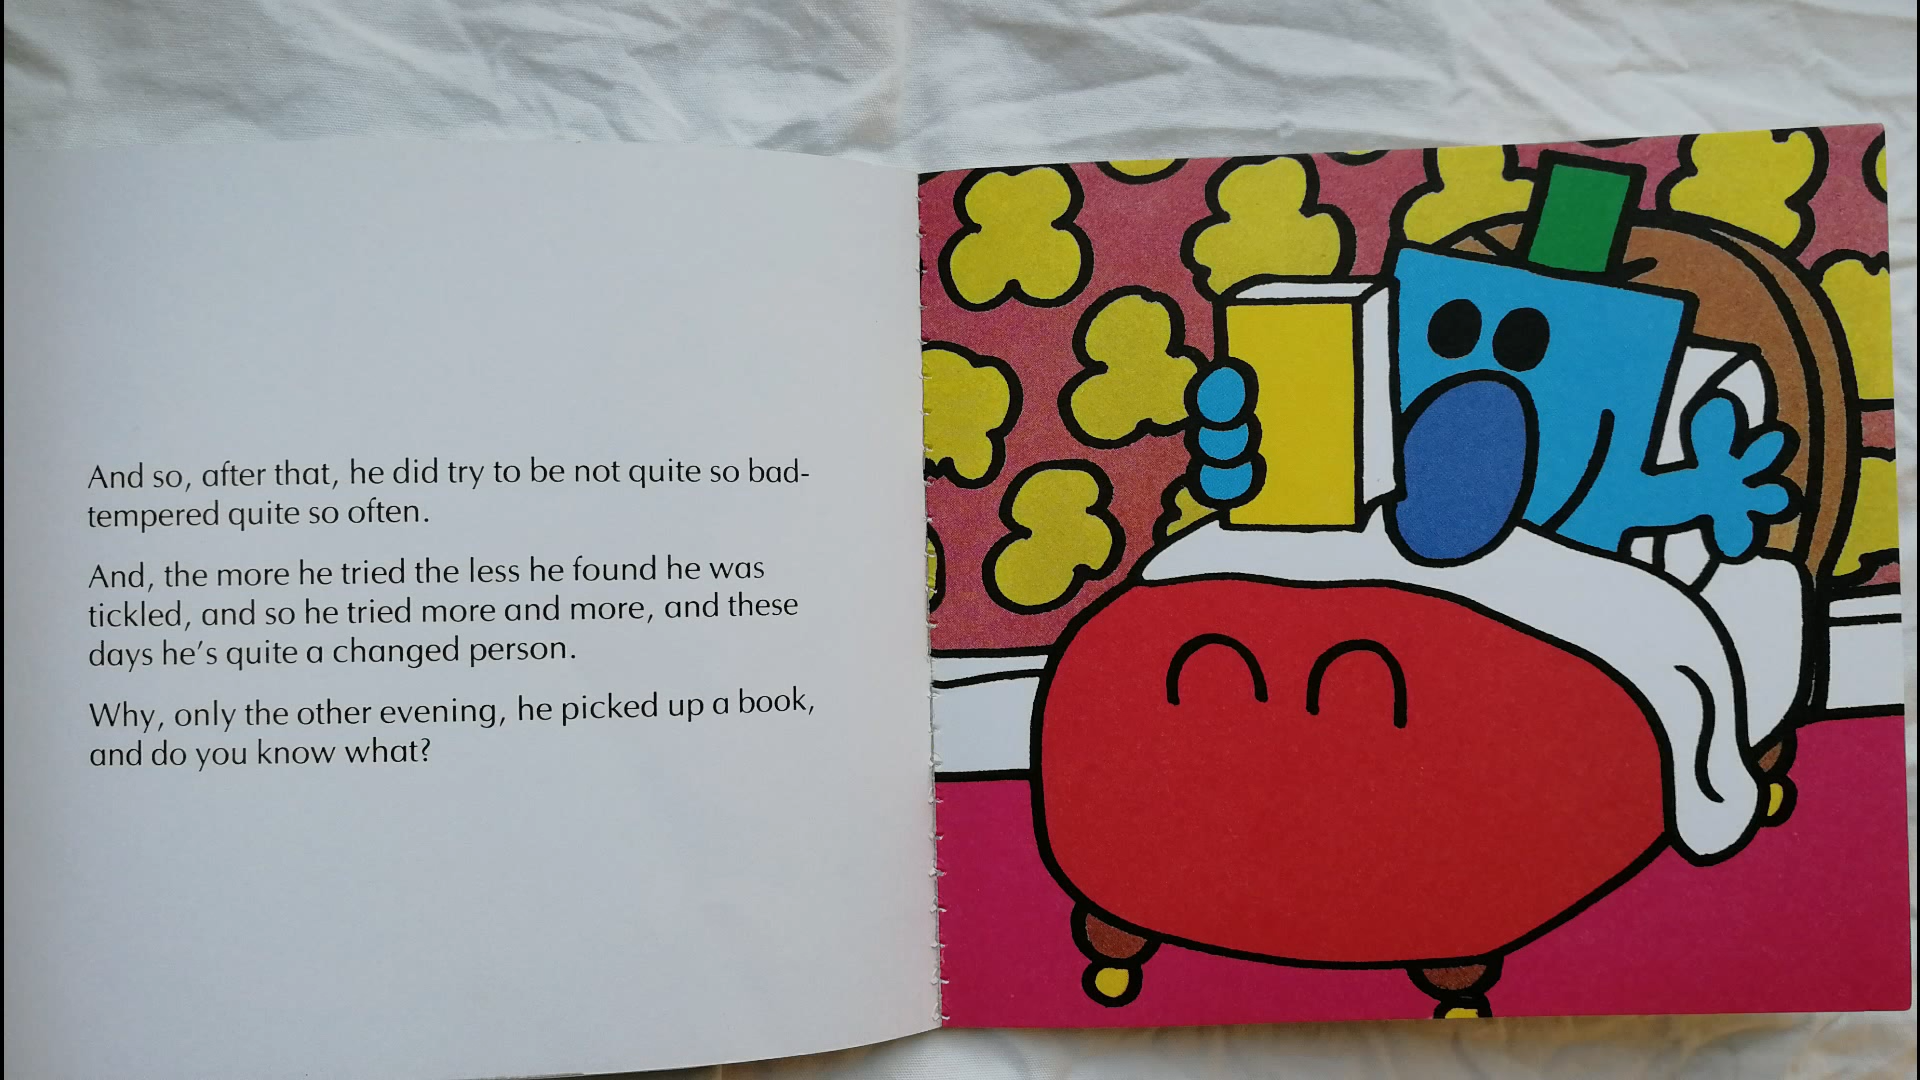 And so, after that, he did try to be not quite so bad-
tempered quite so often.
And, the more he tried the less he found he was
tickled, and so he tried more and more, and these
days he's quite a changed person.
Why, only the other evening, he picked up a book,
and do you know what?